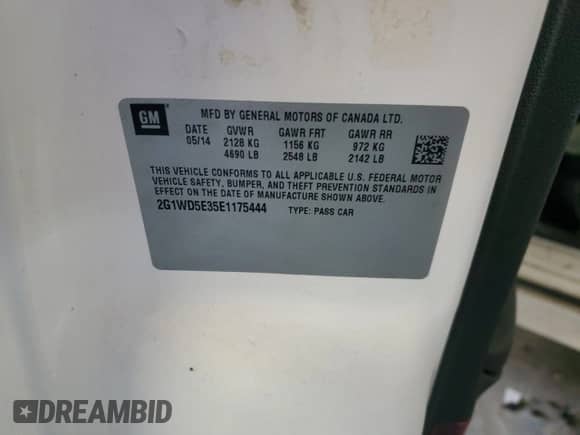 GM
MFD BY GENERAL MOTORS OF CANADA LTD.
DATE GVWR GAWR FRT GAWR RR
05/14 2128 KG 1156 KG 972 KG
4690 LB 2548 LB 2142 LB
THIS VEHICLE CONFORMS TO ALL APPLICABLE U.S. FEDERAL MOTOR
VEHICLE SAFETY, BUMPER, AND THEFT PREVENTION STANDARDS IN
EFFECT ON THE DATE OF MANUFACTURE SHOWN ABOVE.
2G1WD5E35E1175444 TYPE: PASS CAR
DREAMBID